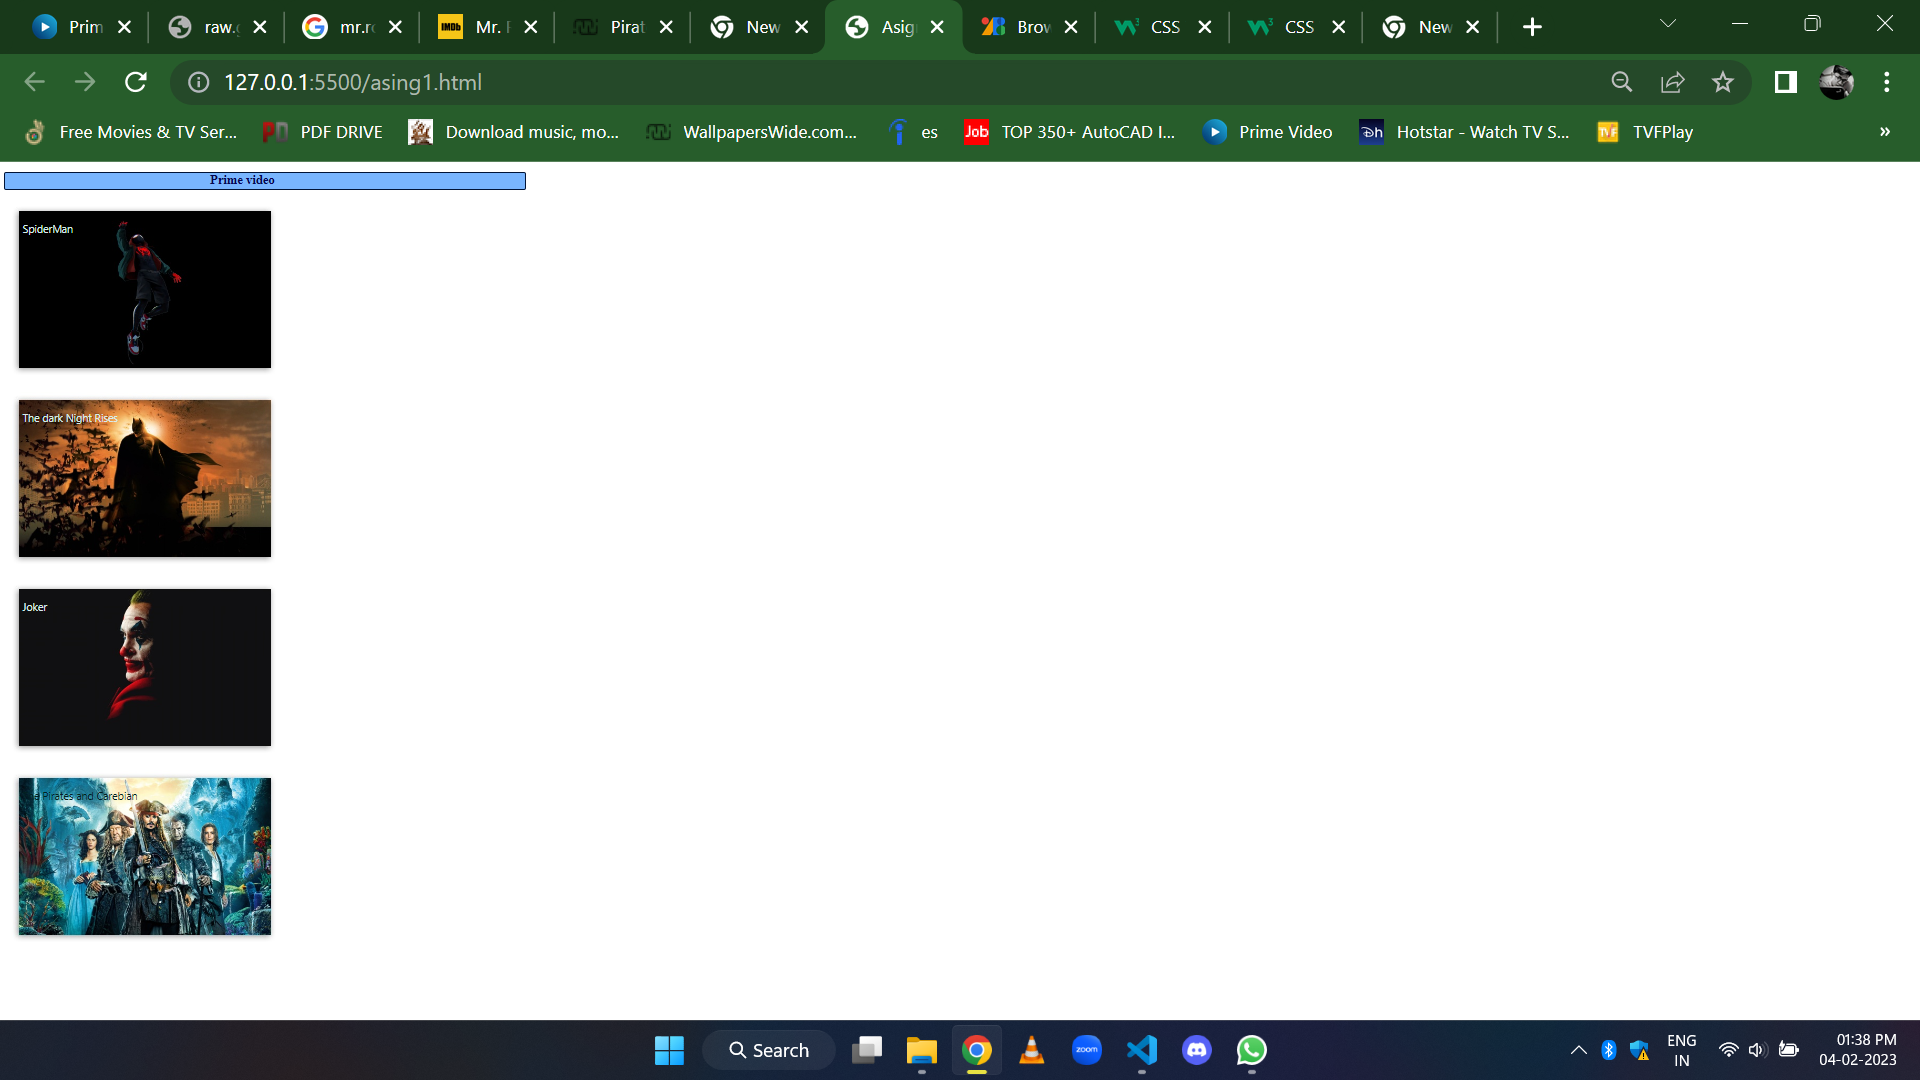 Prim
raw.g
mr.ro
IMDb
Mr. R
Pirat
New
Asig
Brow
CSS
CSS
New
127.0.0.1:5500/asing1.html
Free Movies & TV Ser...
PDF DRIVE
Download music, mo...
WallpapersWide.com...
es
Job
TOP 350+ AutoCAD I...
Prime Video
Hotstar - Watch TV S...
TVFPlay
»
Prime video
SpiderMan
The dark Night Rises
Joker
Pirates and Carebian
Search
zoom
ENG
IN
01:38 PM
04-02-2023